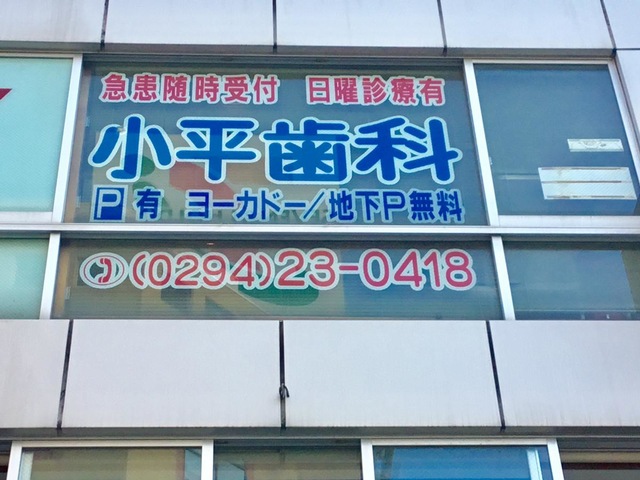 急患随時受付　日曜診療有
小平歯科
P有　ヨーカドー／地下P無料
(0294)23-0418